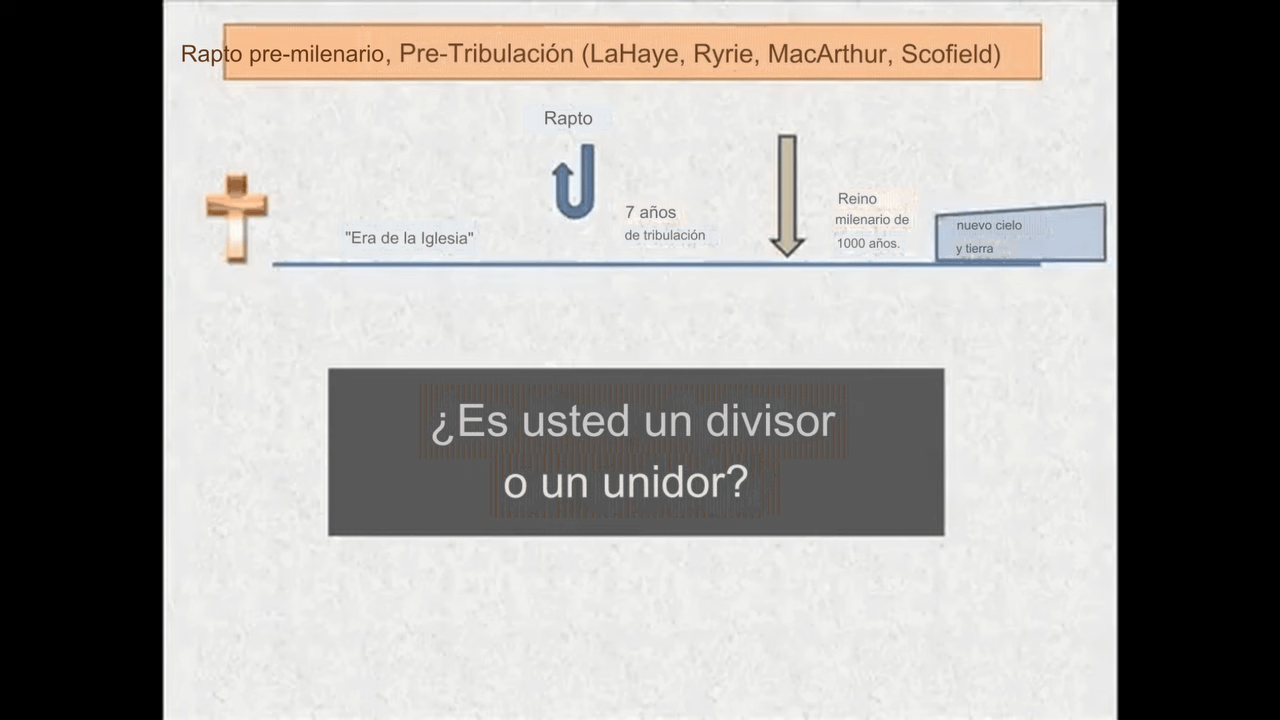 Rapto pre-milenario, Pre-Tribulación (LaHaye, Ryrie, MacArthur, Scofield)
Rapto
"Era de la Iglesia"
7 años
de tribulación
Reino
milenario de
1000 años.
nuevo cielo
y tierra
¿Es usted un divisor
o un unidor?